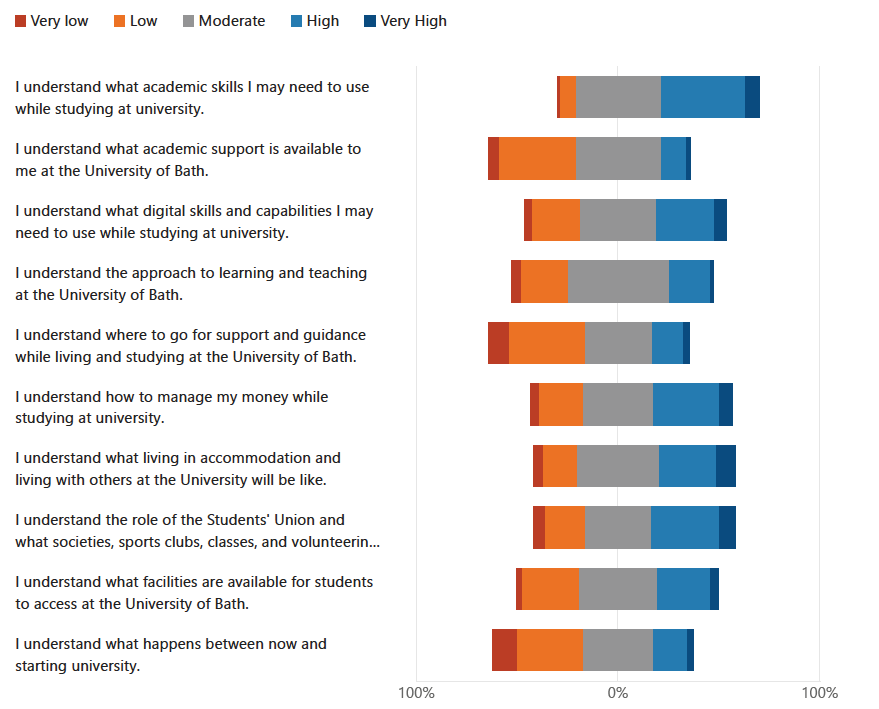 Very low Low Moderate High Very High
I understand what academic skills I may need to use
while studying at university.
I understand what academic support is available to
me at the University of Bath.
I understand what digital skills and capabilities I may
need to use while studying at university.
I understand the approach to learning and teaching
at the University of Bath.
I understand where to go for support and guidance
while living and studying at the University of Bath.
I understand how to manage my money while
studying at university.
I understand what living in accommodation and
living with others at the University will be like.
I understand the role of the Students' Union and
what societies, sports clubs, classes, and volunteerin...
I understand what facilities are available for students
to access at the University of Bath.
I understand what happens between now and
starting university.
100% 0% 100%